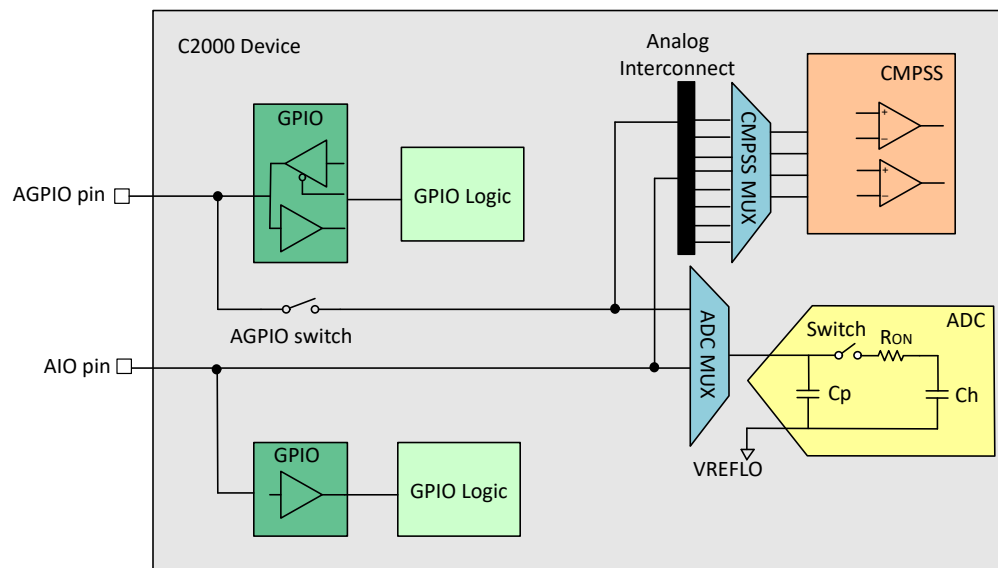 C2000 Device
Analog
Interconnect
CMPSS
GPIO
CMPSS MUX
+
−
+
−
GPIO Logic
AGPIO pin
AGPIO switch
ADC MUX
ADC
Switch
RON
AIO pin
Cp
Ch
GPIO
VREFLO
GPIO Logic